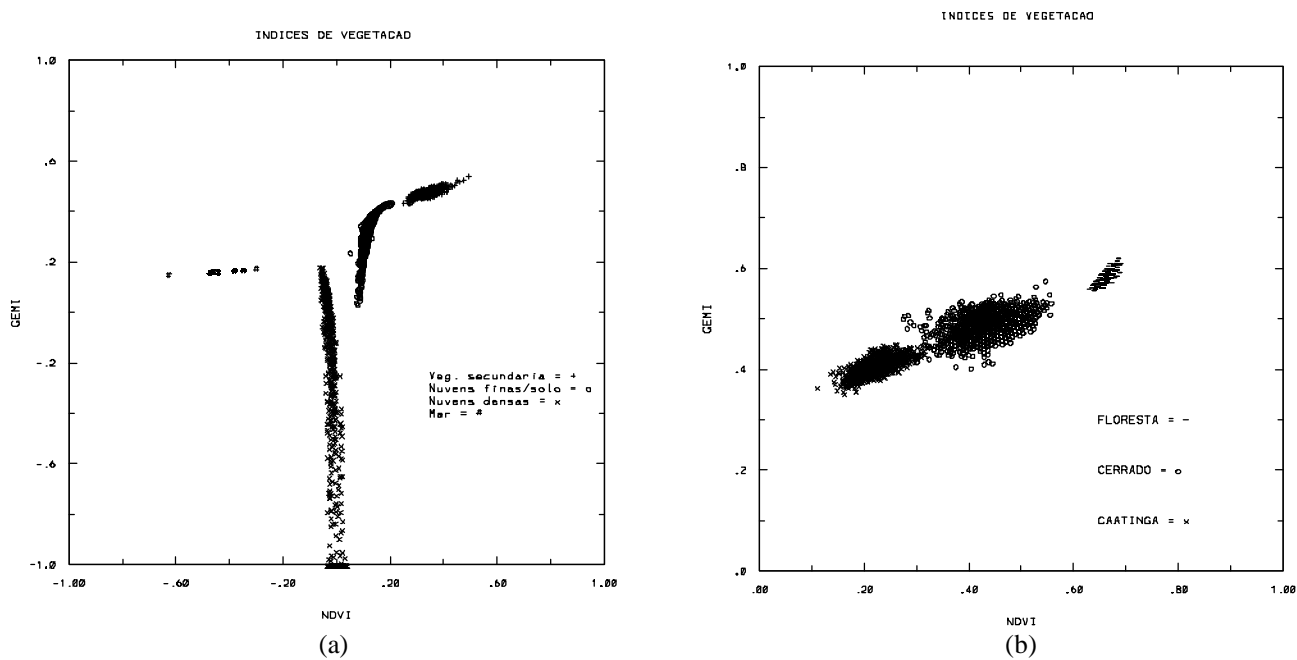 INDICES DE VEGETACAO
1.0
.6
.2
-.2
-.6
-1.0
GEMI
-1.00 -.60 -.20 .20 .60 1.00
NDVI
Veg. secundaria = +
Nuvens finas/solo = o
Nuvens densas = x
Mar = #
(a)
INDICES DE VEGETACAO
1.0
.8
.6
.4
.2
.0
GEMI
.00 .20 .40 .60 .80 1.00
NDVI
FLORESTA = -
CERRADO = o
CAATINGA = x
(b)